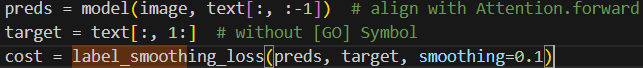 preds = model(image, text[:, :-1])  # align with Attention.forward
target = text[:, 1:]  # without [GO] Symbol
cost = label_smoothing_loss(preds, target, smoothing=0.1)